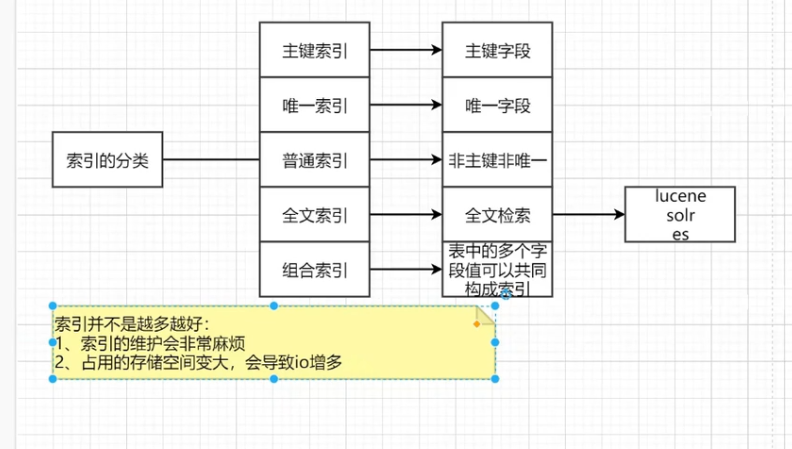 主键索引
主键字段
唯一索引
唯一字段
索引的分类
普通索引
非主键非唯一
全文索引
全文检索
lucene
solr
es
组合索引
表中的多个字
段值可以共同
构成索引
索引并不是越多越好：
1、索引的维护会非常麻烦
2、占用的存储空间变大，会导致io增多